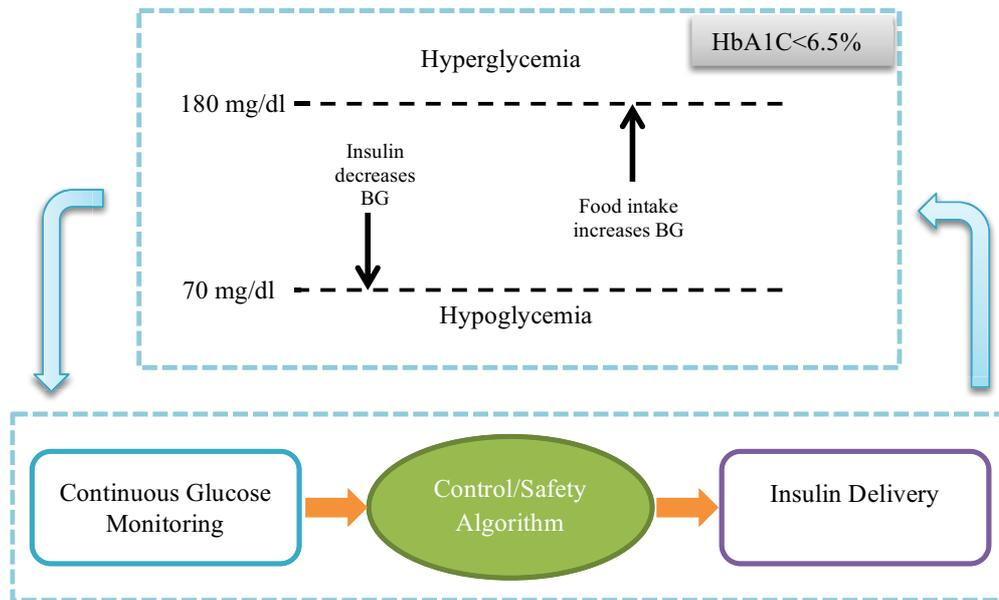 HbA1C<6.5%
Hyperglycemia
180 mg/dl
Insulin
decreases
BG
Food intake
increases BG
70 mg/dl
Hypoglycemia
Continuous Glucose
Monitoring
Control/Safety
Algorithm
Insulin Delivery